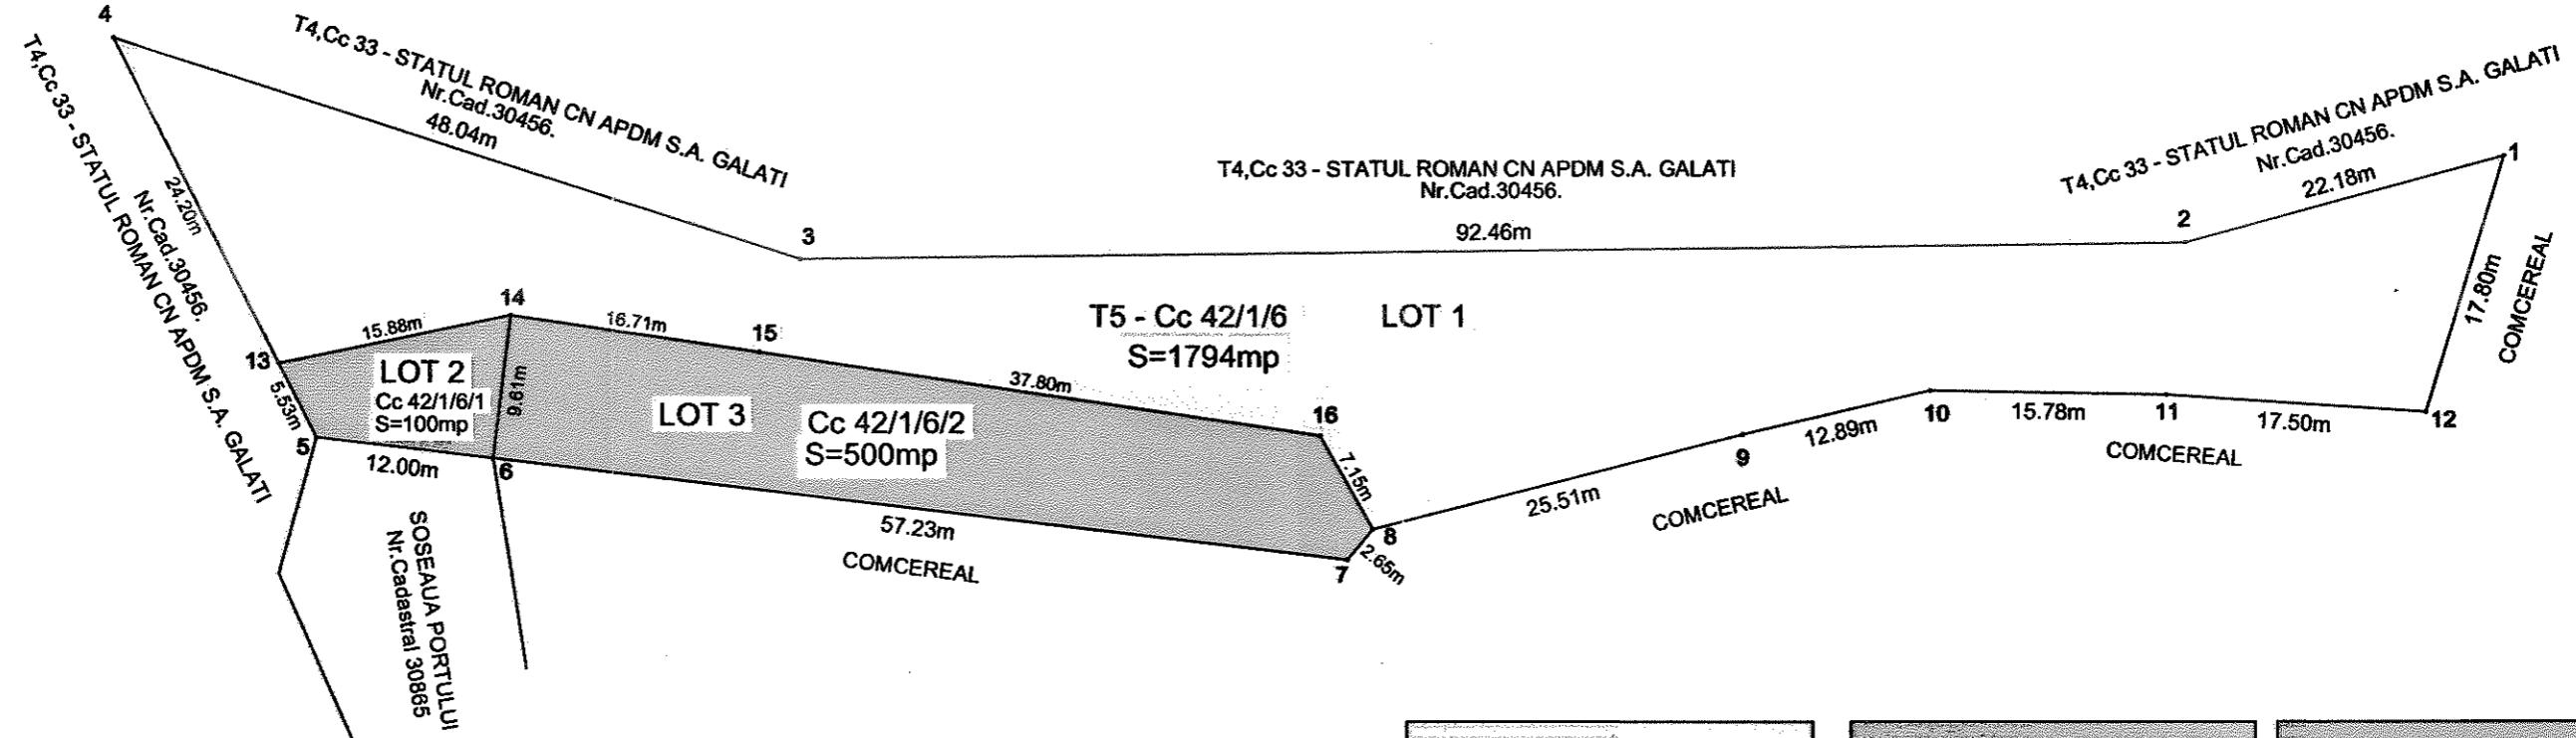 4
T4,Cc 33 - STATUL ROMAN CN APDM S.A. GALATI
Nr.Cad.30456.
48.04m
T4,Cc 33 - STATUL ROMAN CN APDM S.A. GALATI
Nr.Cad.30456.
24.20m
3
T4,Cc 33 - STATUL ROMAN CN APDM S.A. GALATI
Nr.Cad.30456.
92.46m
T4,Cc 33 - STATUL ROMAN CN APDM S.A. GALATI
Nr.Cad.30456.
22.18m
1
2
17.80m
COMCEREAL
14
15.88m
16.71m
15
T5 - Cc 42/1/6
S=1794mp
LOT 1
13
5.53m
LOT 2
Cc 42/1/6/1
S=100mp
9.61m
LOT 3
Cc 42/1/6/2
S=500mp
37.80m
16
7.15m
10
15.78m
11
17.50m
12
COMCEREAL
5
12.00m
6
57.23m
COMCEREAL
7
2.65m
8
25.51m
9
12.89m
COMCEREAL
SOSEAUA PORTULUI
Nr.Cadastral 30865